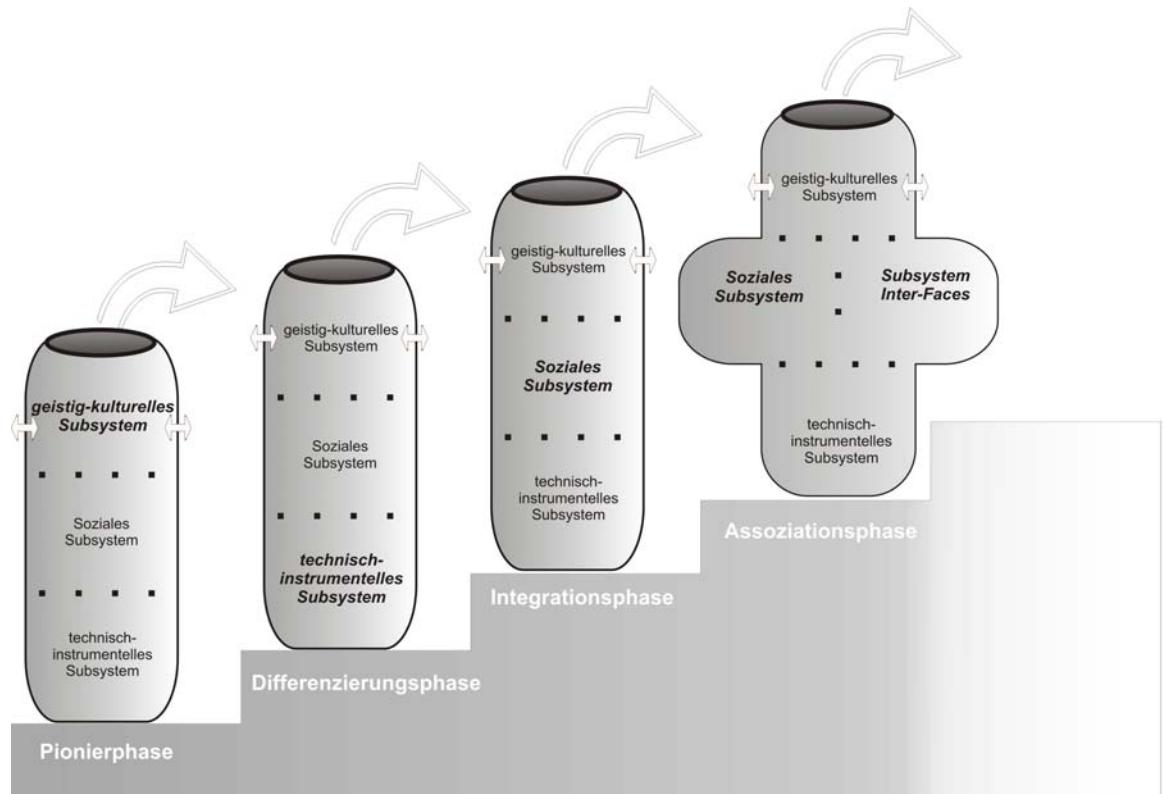 geistig-kulturelles
Subsystem
Soziales
Subsystem
technisch-
instrumentelles
Subsystem
Pionierphase
geistig-kulturelles
Subsystem
Soziales
Subsystem
technisch-
instrumentelles
Subsystem
Differenzierungsphase
geistig-kulturelles
Subsystem
Soziales
Subsystem
technisch-
instrumentelles
Subsystem
Integrationsphase
geistig-kulturelles
Subsystem
Soziales
Subsystem
Subsystem
Inter-Faces
technisch-
instrumentelles
Subsystem
Assoziationsphase